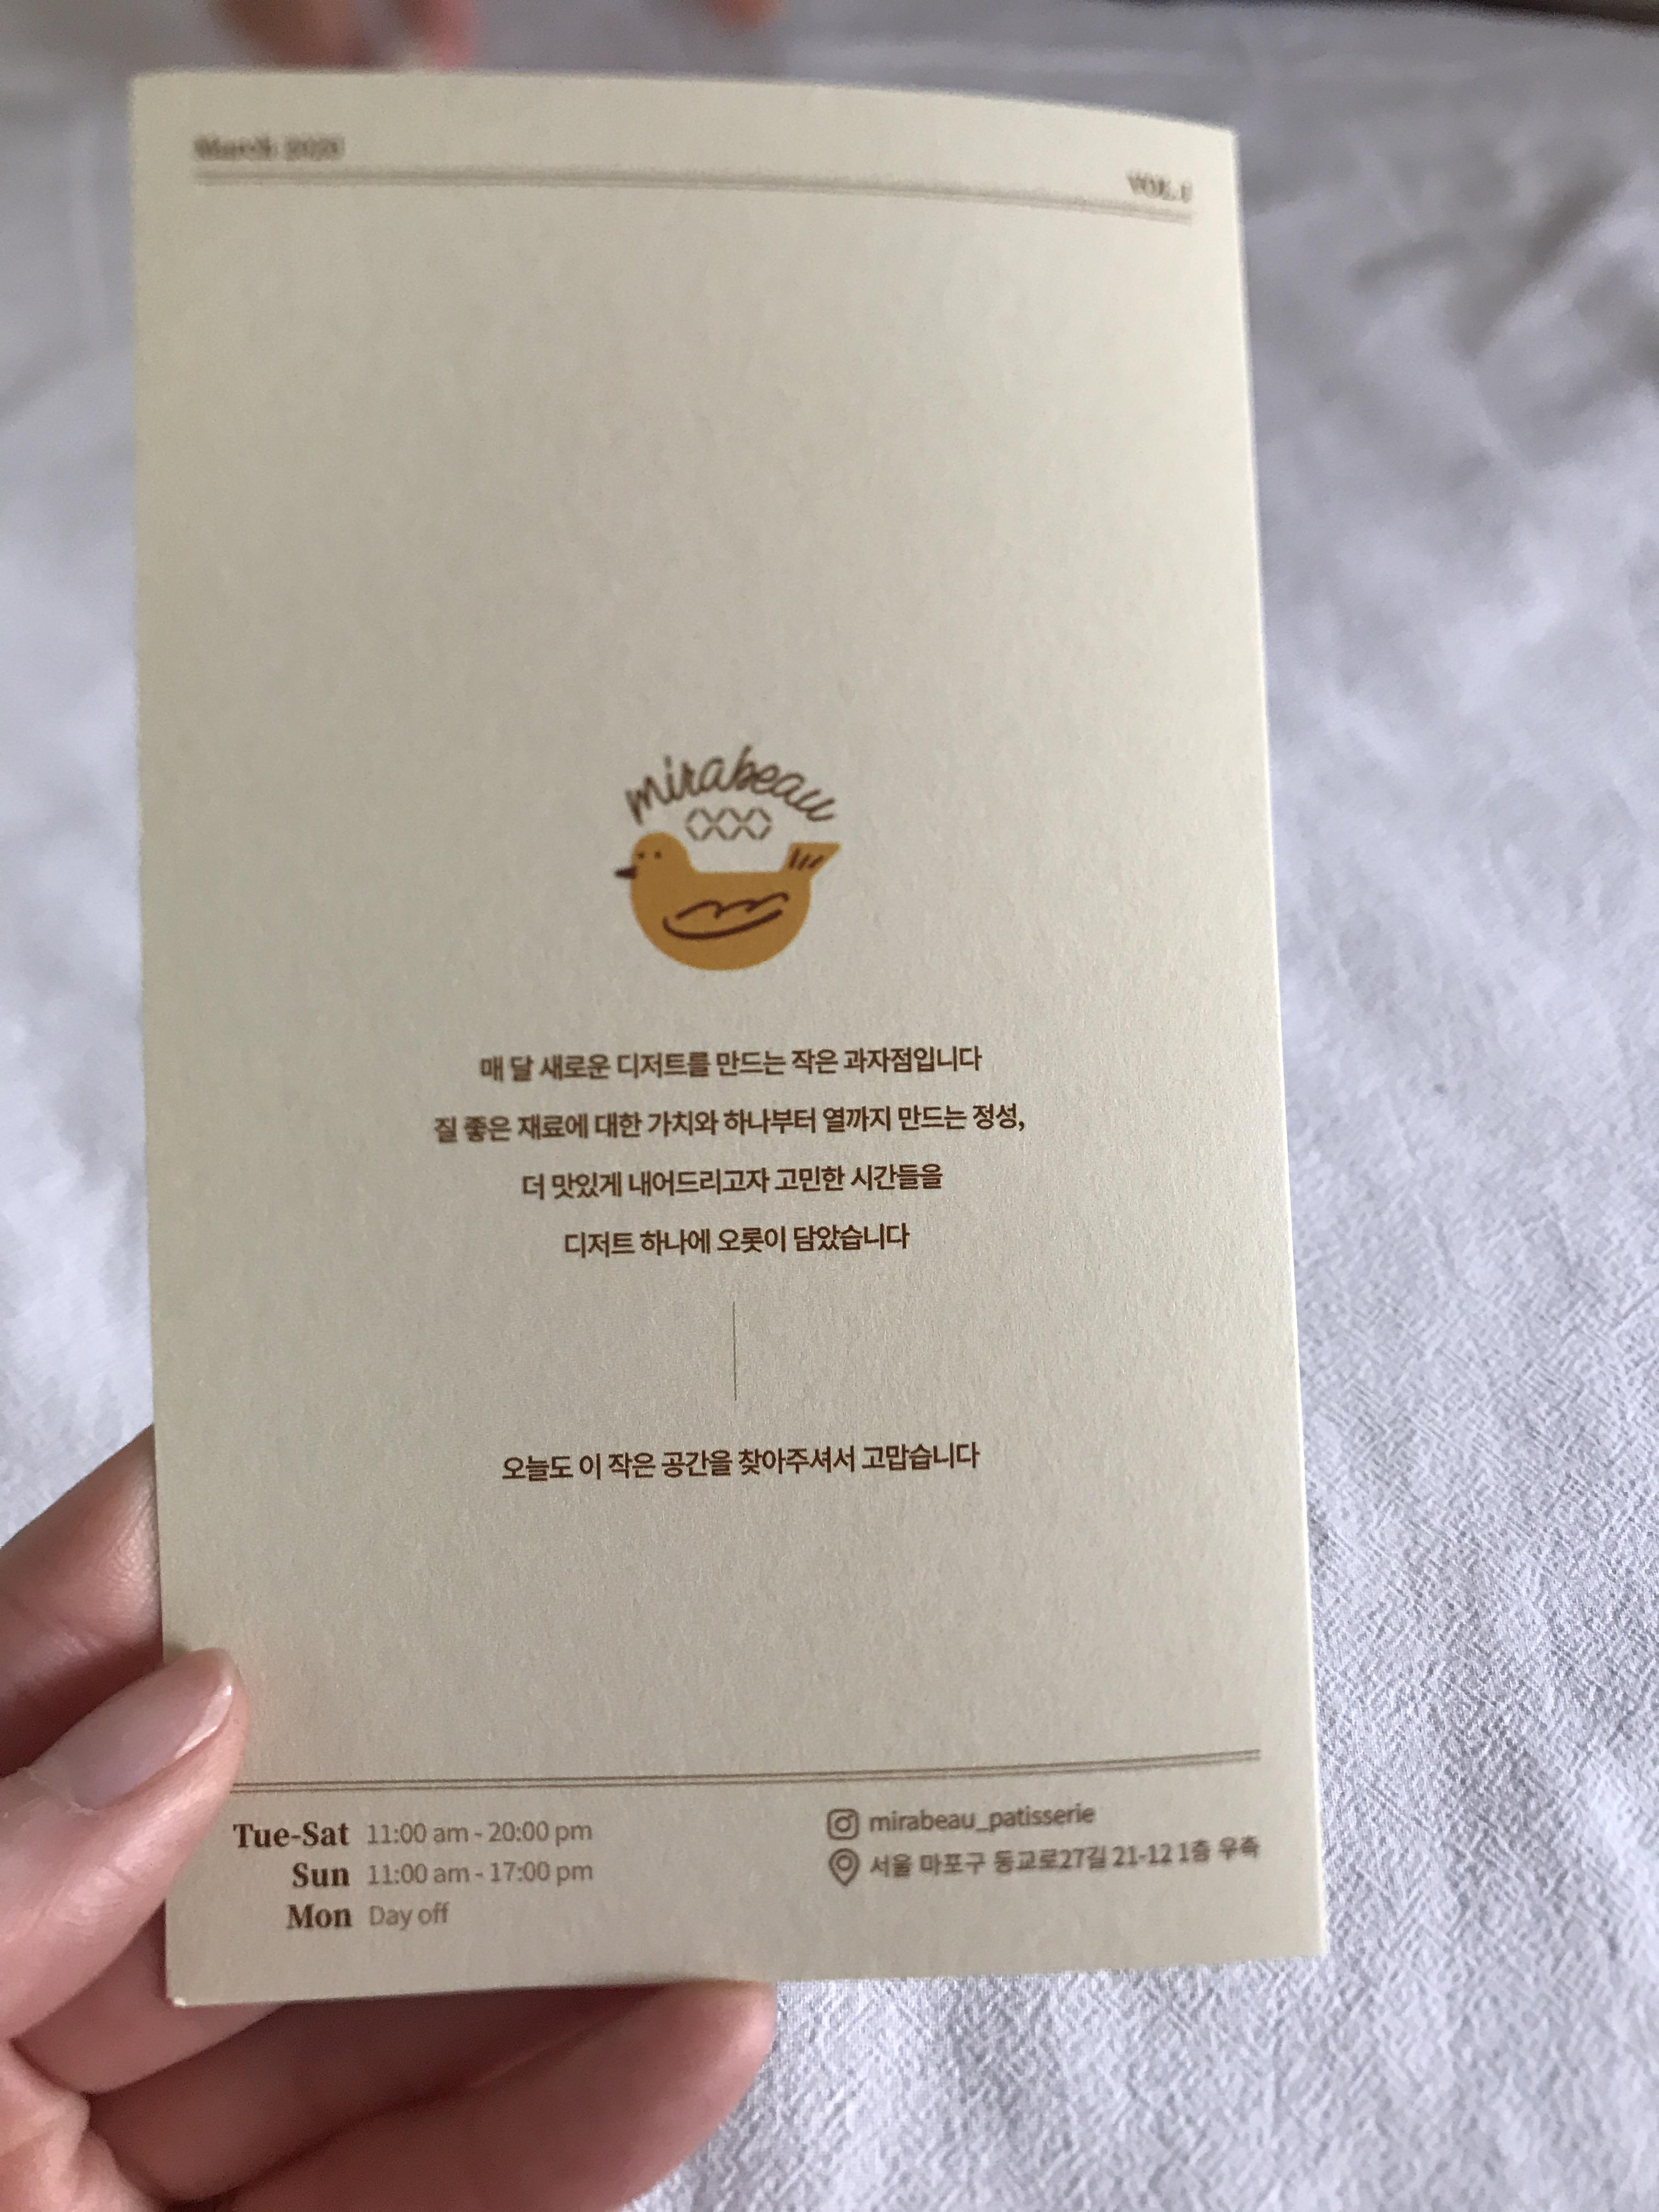 March 2020
VOL.1
mirabeau
매 달 새로운 디저트를 만드는 작은 과자점입니다
질 좋은 재료에 대한 가치와 하나부터 열까지 만드는 정성,
더 맛있게 내어드리고자 고민한 시간들을
디저트 하나에 오롯이 담았습니다
오늘도 이 작은 공간을 찾아주셔서 고맙습니다
Tue-Sat 11:00 am - 20:00 pm
Sun 11:00 am - 17:00 pm
Mon Day off
mirabeau_patisserie
서울 마포구 동교로27길 21-12 1층 우측